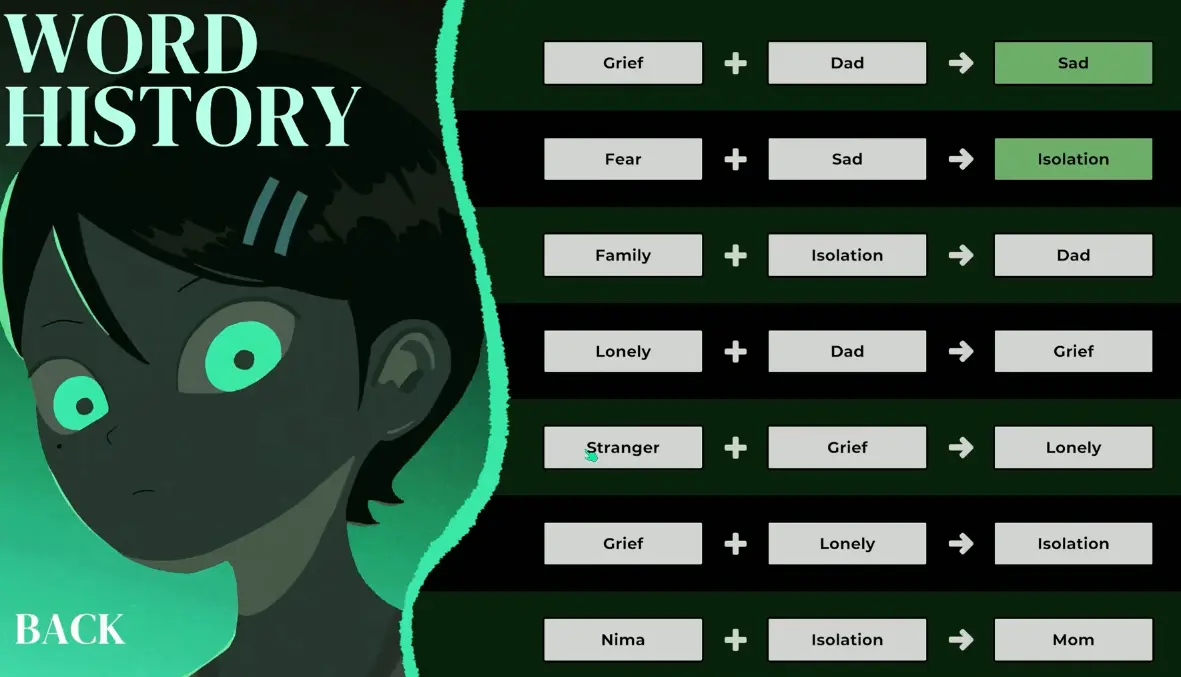 WORD
HISTORY
Grief + Dad → Sad
Fear + Sad → Isolation
Family + Isolation → Dad
Lonely + Dad → Grief
Stranger + Grief → Lonely
Grief + Lonely → Isolation
Nima + Isolation → Mom
BACK